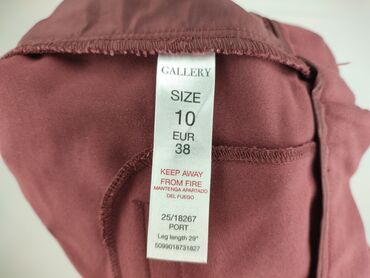 GALLERY
SIZE
10
EUR
38
KEEP AWAY
FROM FIRE
MANTENGA APARTADO
DEL FUEGO
25/18267
PORT
Leg length 29"
5099018731827